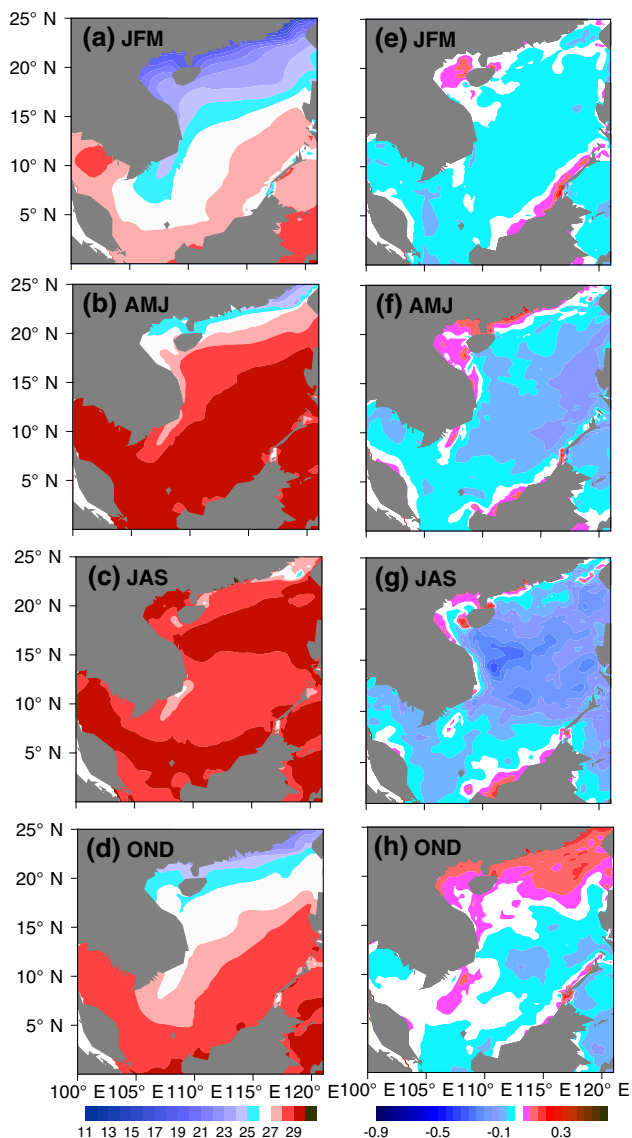 25° N (a) JFM (e) JFM
20° N
15° N
10° N
5° N
25° N (b) AMJ (f) AMJ
20° N
15° N
10° N
5° N
25° N (c) JAS (g) JAS
20° N
15° N
10° N
5° N
25° N (d) OND (h) OND
20° N
15° N
10° N
5° N
100° E 105° E 110° E 115° E 120° E 100° E 105° E 110° E 115° E 120° E
11 13 15 17 19 21 23 25 27 29 -0.9 -0.5 -0.1 0.3